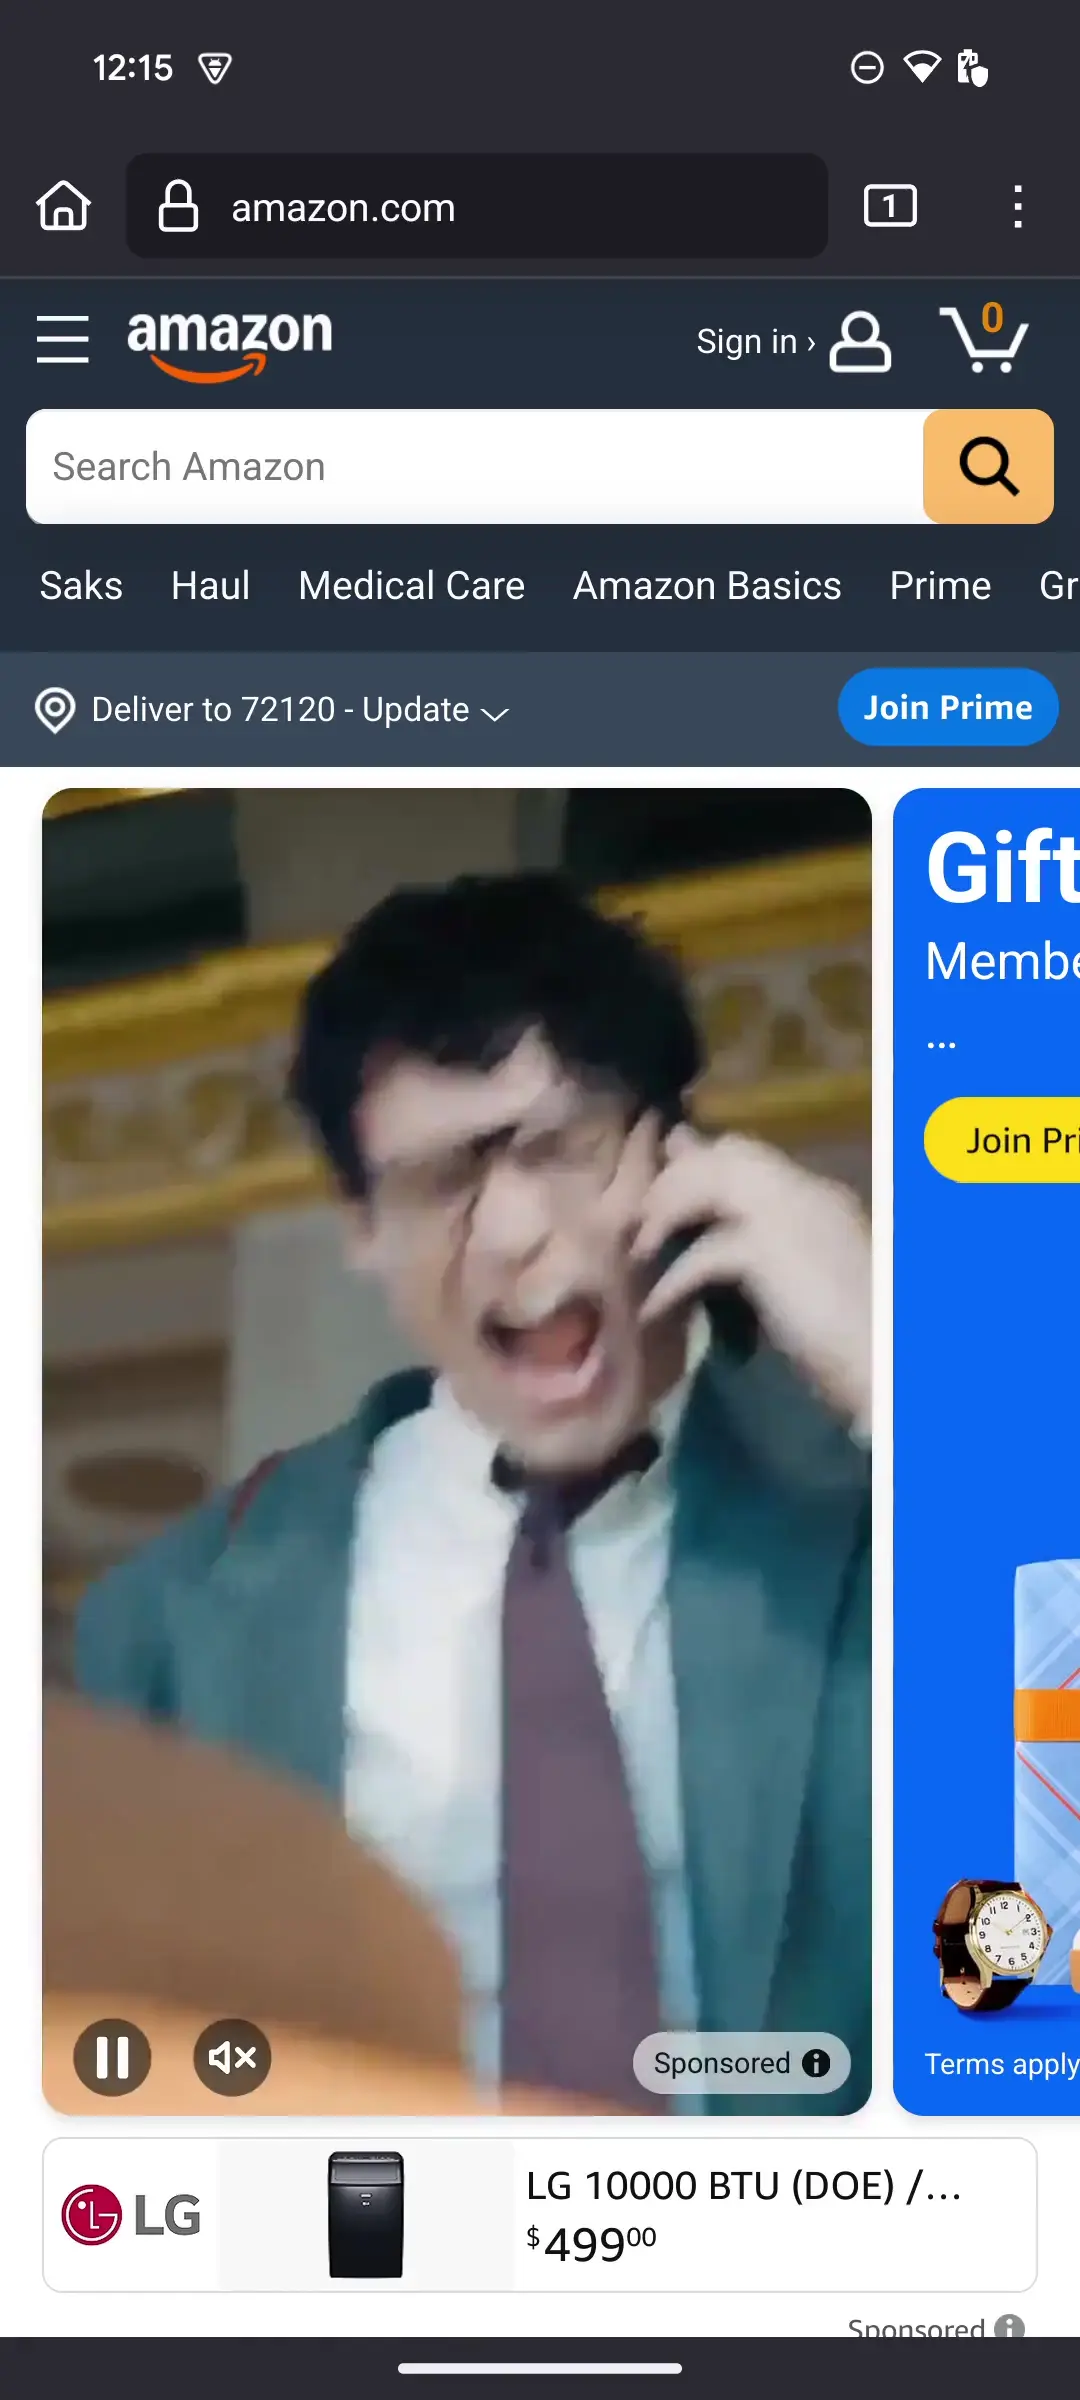 12:15
amazon.com
1
amazon
Sign in ›
0
Search Amazon
Saks Haul Medical Care Amazon Basics Prime Gr
Deliver to 72120 - Update
Join Prime
Gift
Membe
...
Join Pri
Terms apply
Sponsored
LG
LG 10000 BTU (DOE) /...
$49900
Sponsored